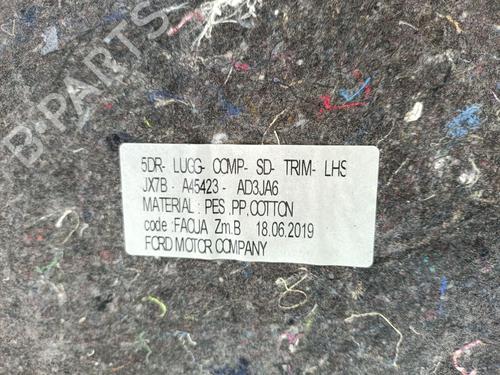 B-PARTS
5DR- LUGG- COMP- SD- TRIM- LHS
JX7B - A45423 - AD3JA6
MATERIAL : PES ,PP,COTTON
code :FAOJA Zm.B 18.06.2019
FORD MOTOR COMPANY